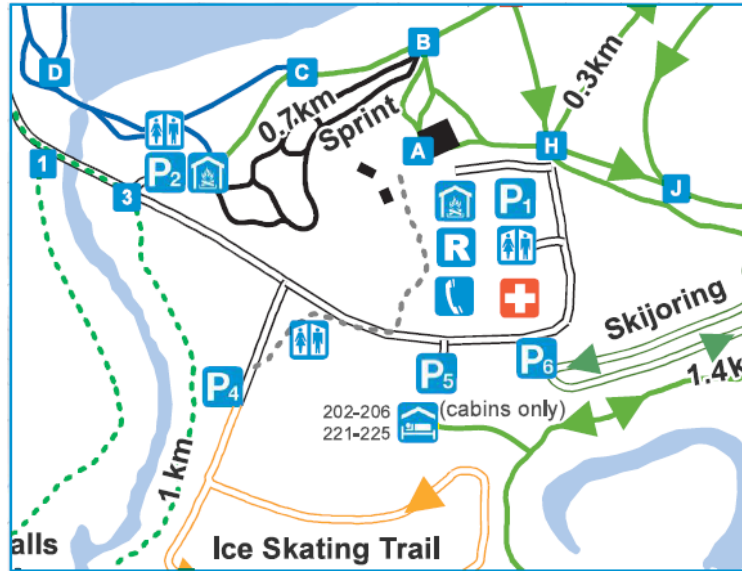 B
D
C
0.7km
0.3km
Sprint
A
H
1
P2
3
P1
J
R
Skijoring
P6
P5
P4
1.4k
202-206 (cabins only)
221-225
1 km
alls
Ice Skating Trail